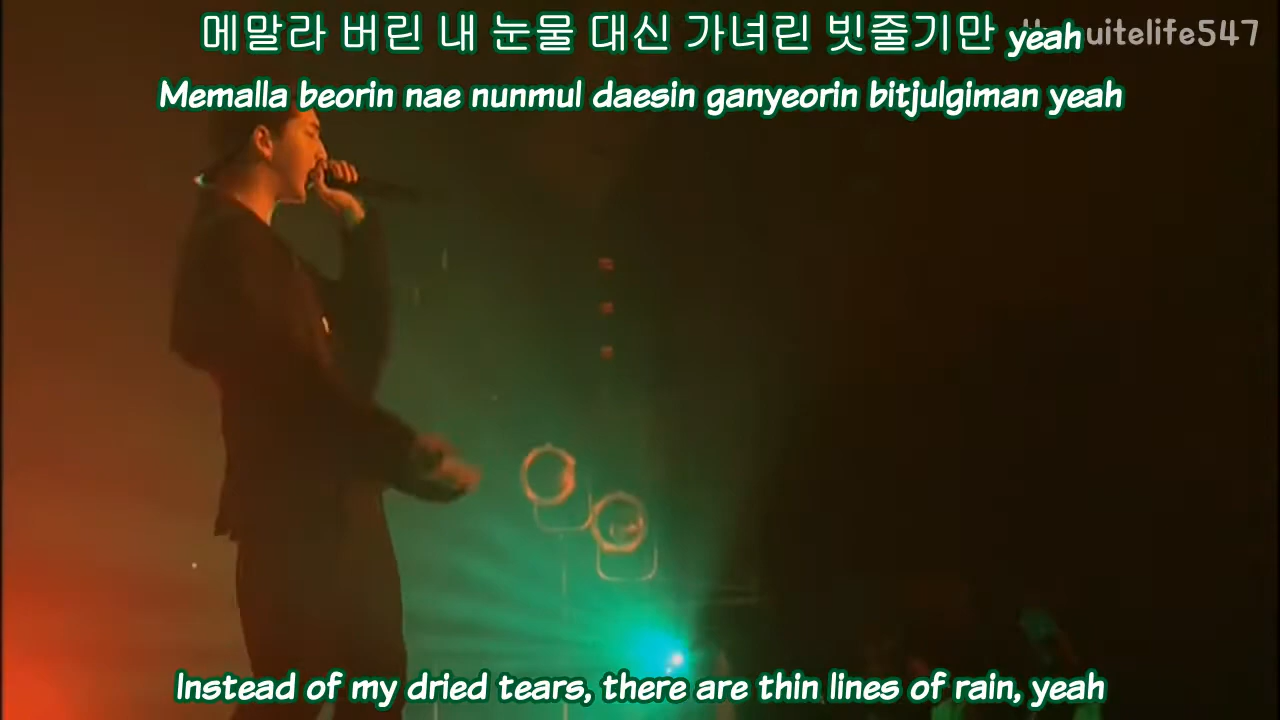 메말라 버린 내 눈물 대신 가녀린 빗줄기만 yeah
Memalla beorin nae nunmul daesin ganyeorin bitjulgiman yeah
Instead of my dried tears, there are thin lines of rain, yeah